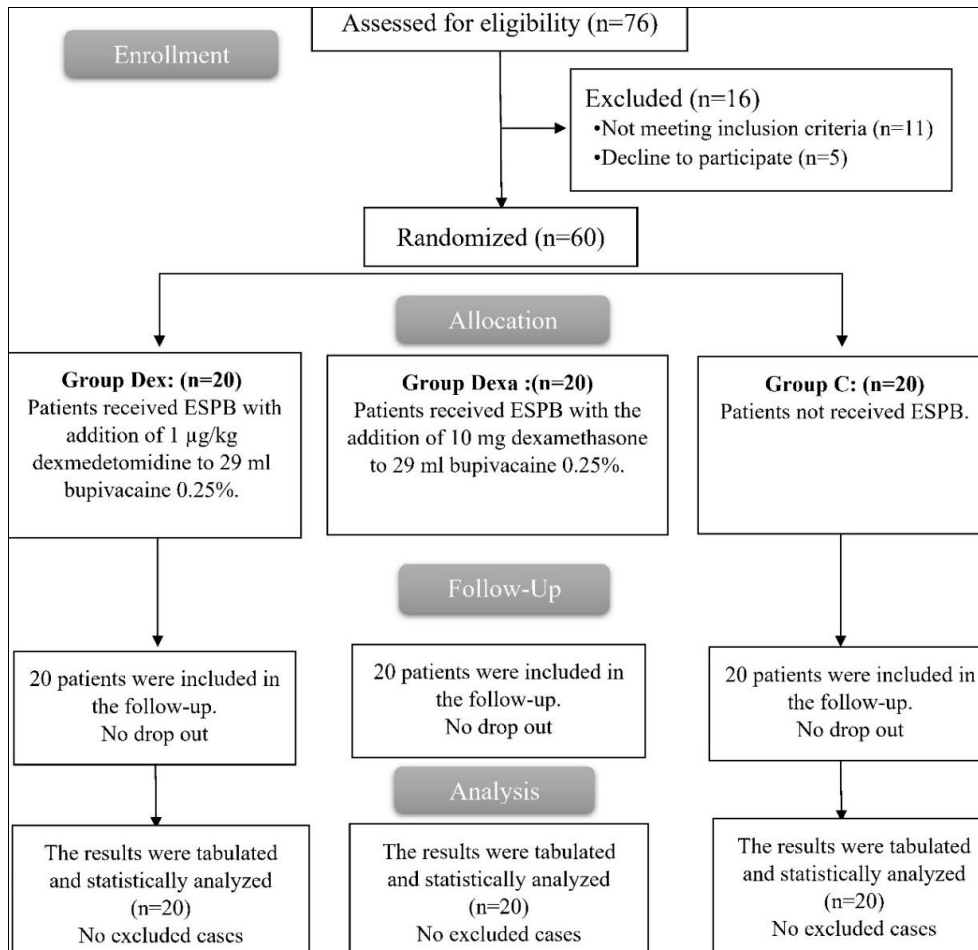 Assessed for eligibility (n=76)
Enrollment
Excluded (n=16)
•Not meeting inclusion criteria (n=11)
•Decline to participate (n=5)
Randomized (n=60)
Allocation
Group Dex: (n=20)
Patients received ESPB with
addition of 1 µg/kg
dexmedetomidine to 29 ml
bupivacaine 0.25%.
Group Dexa :(n=20)
Patients received ESPB with the
addition of 10 mg dexamethasone
to 29 ml bupivacaine 0.25%.
Group C: (n=20)
Patients not received ESPB.
Follow-Up
20 patients were included in
the follow-up.
No drop out
20 patients were included in
the follow-up.
No drop out
20 patients were included in
the follow-up.
No drop out
Analysis
The results were tabulated
and statistically analyzed
(n=20)
No excluded cases
The results were tabulated
and statistically analyzed
(n=20)
No excluded cases
The results were tabulated
and statistically analyzed
(n=20)
No excluded cases